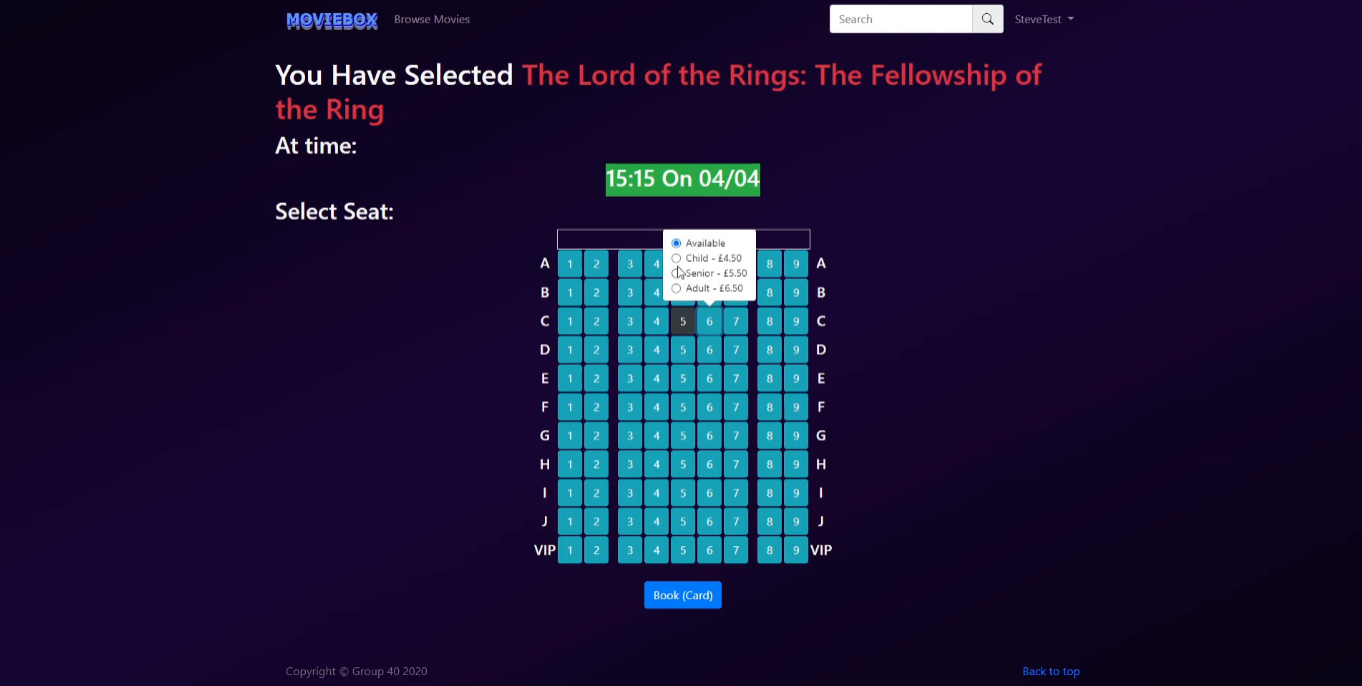 MOVIEBOX Browse Movies Search SteveTest
You Have Selected The Lord of the Rings: The Fellowship of
the Ring
At time:
15:15 On 04/04
Select Seat:
Available
Child - £4.50
Senior - £5.50
Adult - £6.50
A 1 2 3 4 8 9 A
B 1 2 3 4 8 9 B
C 1 2 3 4 5 6 7 8 9 C
D 1 2 3 4 5 6 7 8 9 D
E 1 2 3 4 5 6 7 8 9 E
F 1 2 3 4 5 6 7 8 9 F
G 1 2 3 4 5 6 7 8 9 G
H 1 2 3 4 5 6 7 8 9 H
I 1 2 3 4 5 6 7 8 9 I
J 1 2 3 4 5 6 7 8 9 J
VIP 1 2 3 4 5 6 7 8 9 VIP
Book (Card)
Copyright © Group 40 2020 Back to top